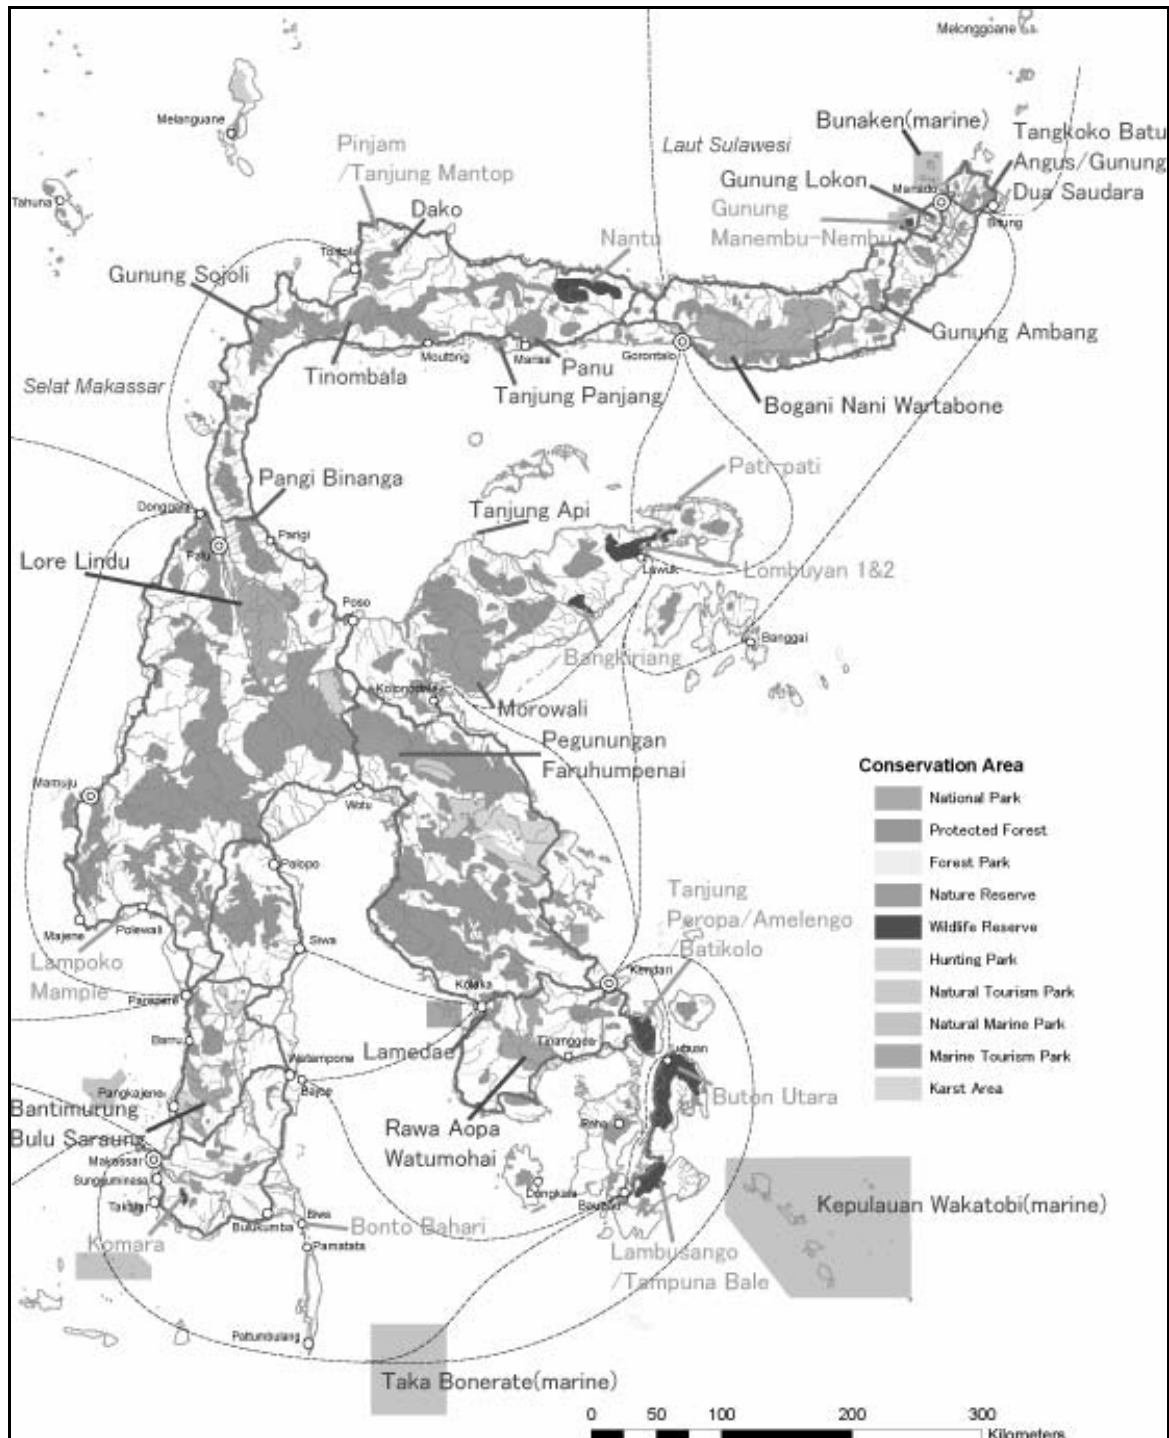 Melonggoane
Melanguane
Bunaken(marine)
Tangkoko Batu
Angus/Gunung
Dua Saudara
Laut Sulawesi
Pinjam
/Tanjung Mantop
Gunung Lokon
Manado
Tahuna
Dako
Gunung
Manembu-Nembu
Bitung
Nantu
Gunung Sojoli
Gunung Ambang
Moutong
Marisa
Gorontalo
Panu
Tinombala
Tanjung Panjang
Selat Makassar
Bogani Nani Wartabone
Pati-pati
Pangi Binanga
Donggala
Tanjung Api
Parigi
Palu
Lore Lindu
Luwuk
Lombuyan 1&2
Poso
Banggai
Bangkiriang
Kolonodale
Morowali
Pegunungan
Faruhumpenai
Mamuju
Wotu
Conservation Area
National Park
Protected Forest
Forest Park
Nature Reserve
Wildlife Reserve
Hunting Park
Natural Tourism Park
Natural Marine Park
Marine Tourism Park
Karst Area
Palopo
Tanjung
Peropa/Amelengo
/Batikolo
Majene
Polewali
Siwa
Lampoko
Mampie
Kendari
Kolaka
Parepare
Barru
Lamedae
Tinanggea
Watampone
Bajoe
Pangkajene
Buton Utara
Bantimurung
Bulu Saraung
Rawa Aopa
Watumohai
Raha
Makassar
Sungguminasa
Takalar
Dongkala
Baubau
Kepulauan Wakatobi(marine)
Bulukumba
Bira
Bonto Bahari
Komara
Pamatata
Lambusango
/Tampuna Bale
Pattumbulang
Taka Bonerate(marine)
0 50 100 200 300
Kilometers